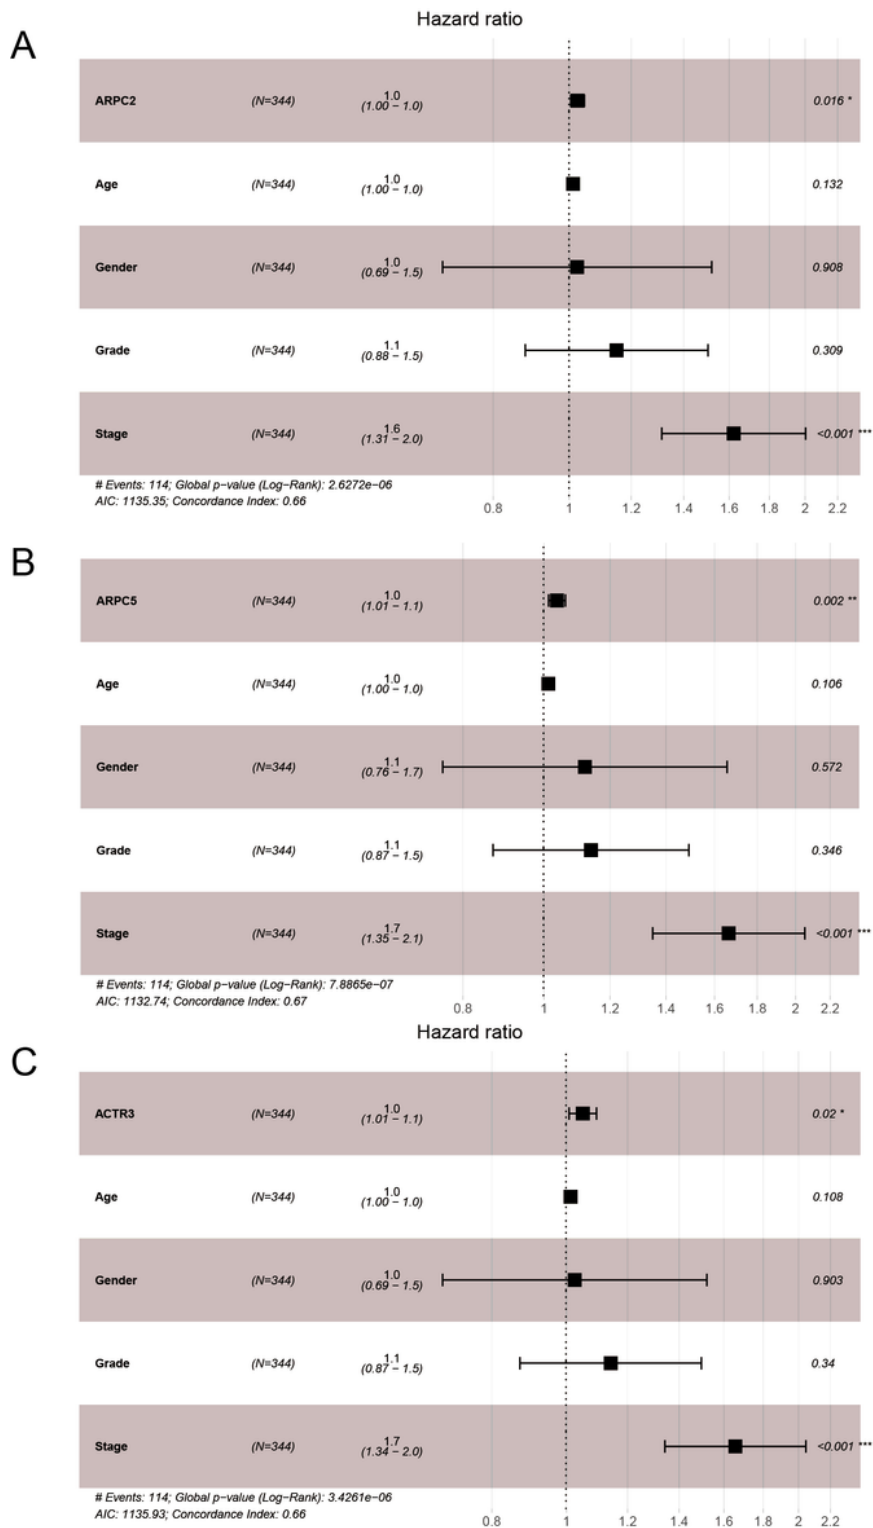 Hazard ratio
A
ARPC2 (N=344) 1.0 (1.00 − 1.0) 0.016 *
Age (N=344) 1.0 (1.00 − 1.0) 0.132
Gender (N=344) 1.0 (0.69 − 1.5) 0.908
Grade (N=344) 1.1 (0.88 − 1.5) 0.309
Stage (N=344) 1.6 (1.31 − 2.0) <0.001 ***
# Events: 114; Global p−value (Log−Rank): 2.6272e−06
AIC: 1135.35; Concordance Index: 0.66
0.8 1 1.2 1.4 1.6 1.8 2 2.2
B
ARPC5 (N=344) 1.0 (1.01 − 1.1) 0.002 **
Age (N=344) 1.0 (1.00 − 1.0) 0.106
Gender (N=344) 1.1 (0.76 − 1.7) 0.572
Grade (N=344) 1.1 (0.87 − 1.5) 0.346
Stage (N=344) 1.7 (1.35 − 2.1) <0.001 ***
# Events: 114; Global p−value (Log−Rank): 7.8865e−07
AIC: 1132.74; Concordance Index: 0.67
0.8 1 1.2 1.4 1.6 1.8 2 2.2
Hazard ratio
C
ACTR3 (N=344) 1.0 (1.01 − 1.1) 0.02 *
Age (N=344) 1.0 (1.00 − 1.0) 0.108
Gender (N=344) 1.0 (0.69 − 1.5) 0.903
Grade (N=344) 1.1 (0.87 − 1.5) 0.34
Stage (N=344) 1.7 (1.34 − 2.0) <0.001 ***
# Events: 114; Global p−value (Log−Rank): 3.4261e−06
AIC: 1135.93; Concordance Index: 0.66
0.8 1 1.2 1.4 1.6 1.8 2 2.2